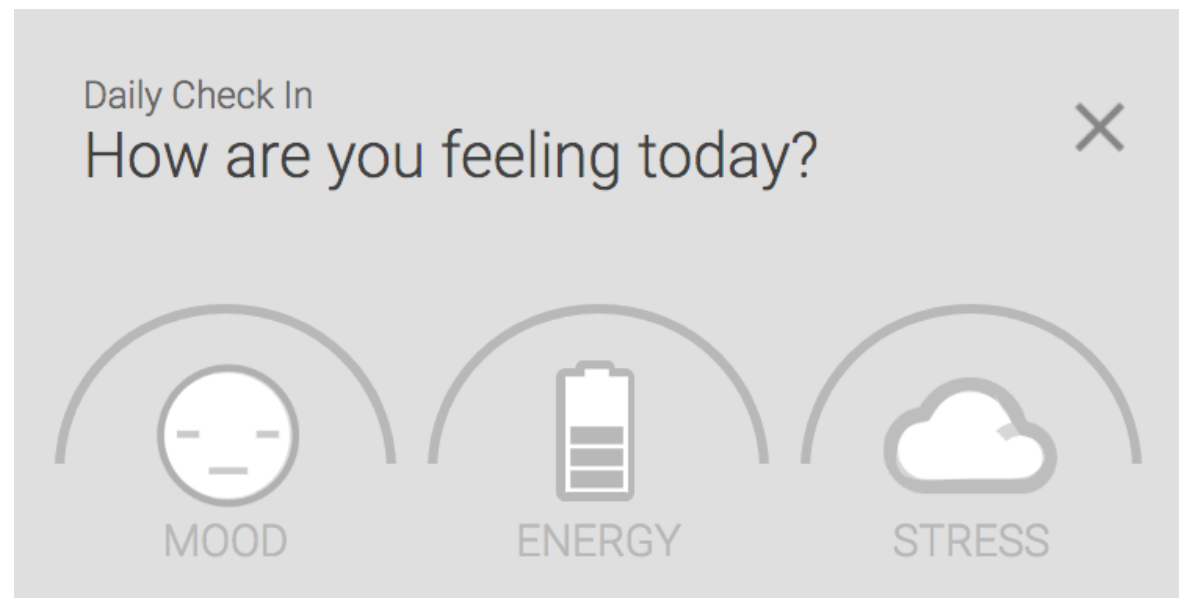 Daily Check In
How are you feeling today?
MOOD
ENERGY
STRESS